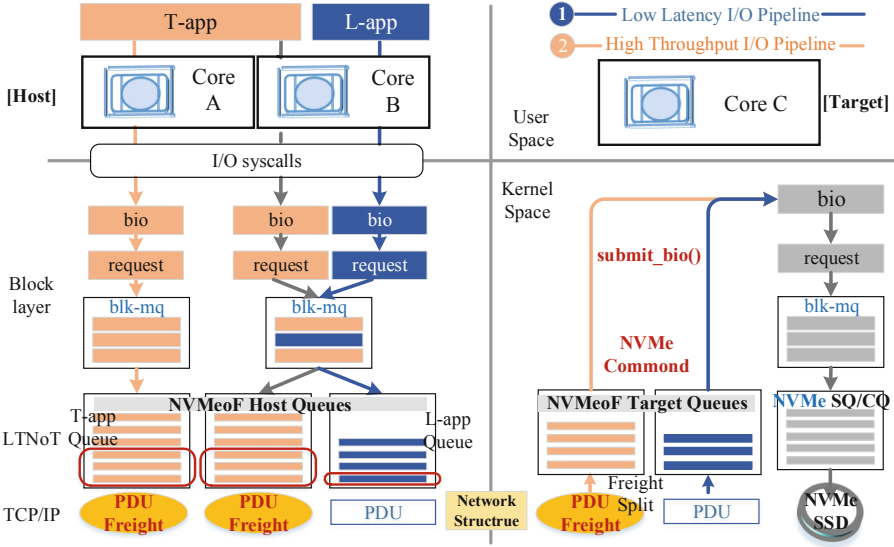 T-app
L-app
1 Low Latency I/O Pipeline
2 High Throughput I/O Pipeline
[Host]
Core
A
Core
B
Core C
[Target]
User
Space
I/O syscalls
Kernel
Space
bio
bio
bio
bio
request
request
request
request
submit_bio()
Block
layer
blk-mq
blk-mq
blk-mq
NVMe
Commond
NVMeoF Host Queues
NVMeoF Target Queues
NVMe SQ/CQ
T-app
Queue
L-app
Queue
LTNoT
Freight
Split
TCP/IP
PDU
Freight
PDU
Freight
PDU
Network
Structrue
PDU
Freight
PDU
NVMe
SSD